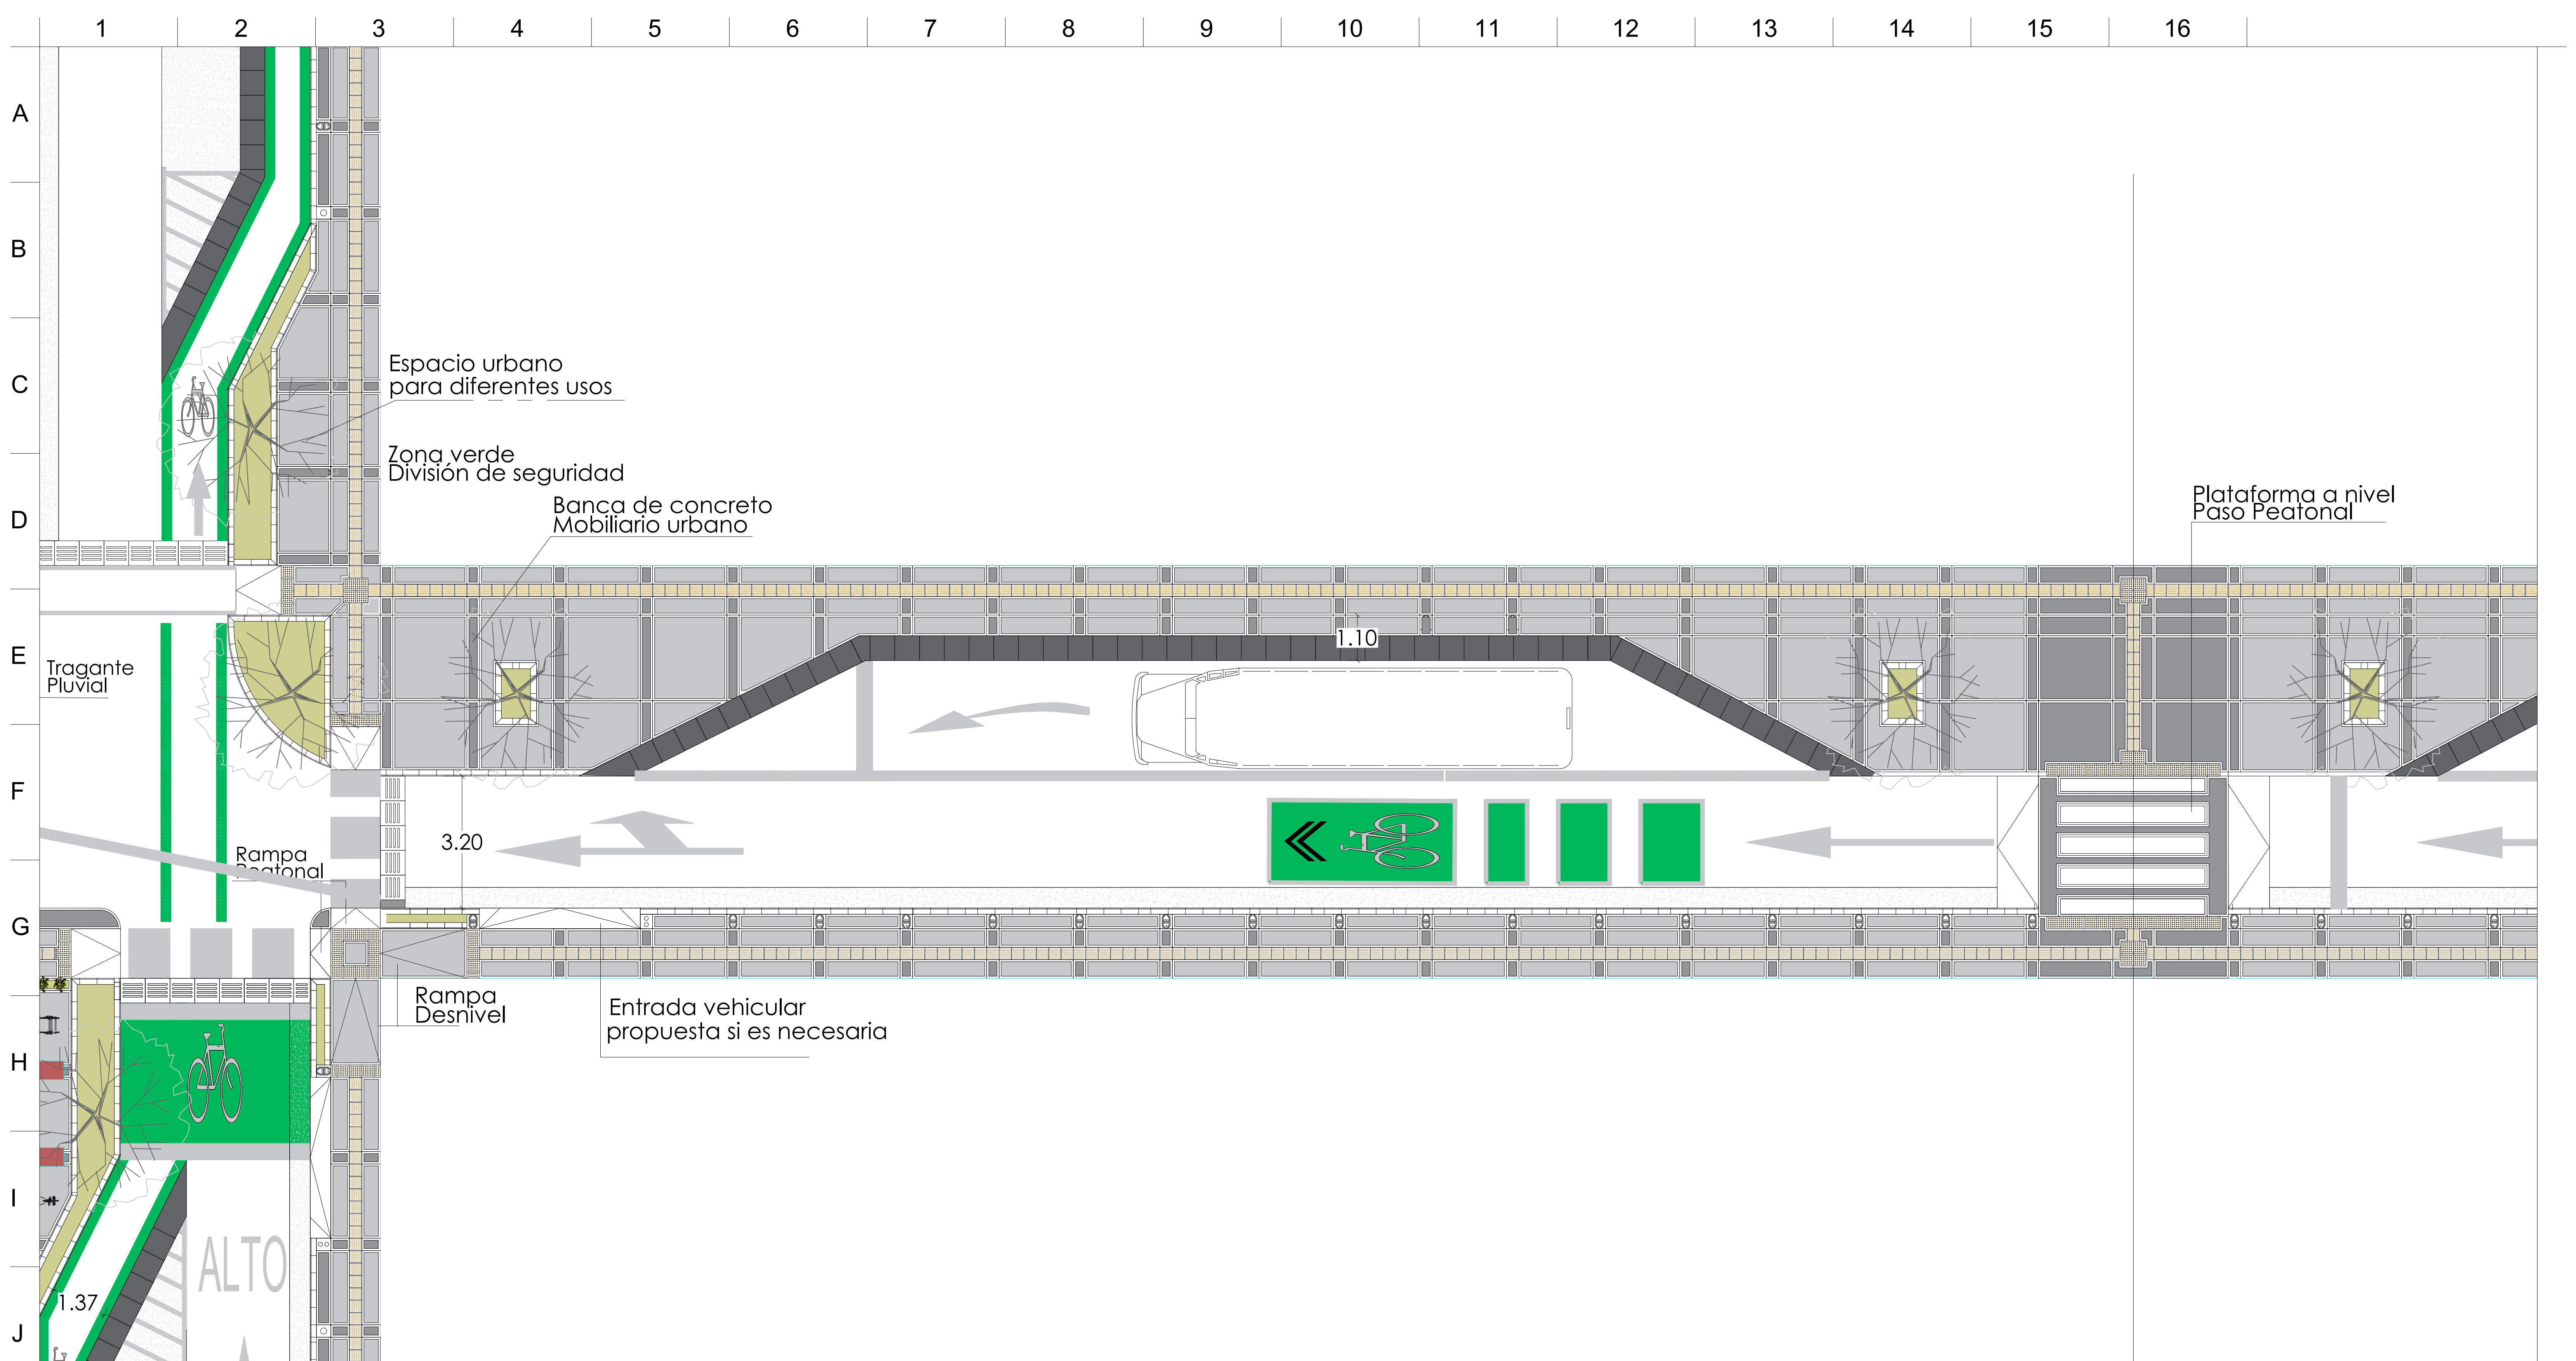 1 2 3 4 5 6 7 8 9 10 11 12 13 14 15 16
A
B
C
D
E
F
G
H
I
J
Espacio urbano
para diferentes usos
Zona verde
División de seguridad
Banca de concreto
Mobiliario urbano
Plataforma a nivel
Paso Peatonal
1.10
Tragante
Pluvial
3.20
Rampa
Peatonal
Rampa
Desnivel
Entrada vehicular
propuesta si es necesaria
ALTO
1.37